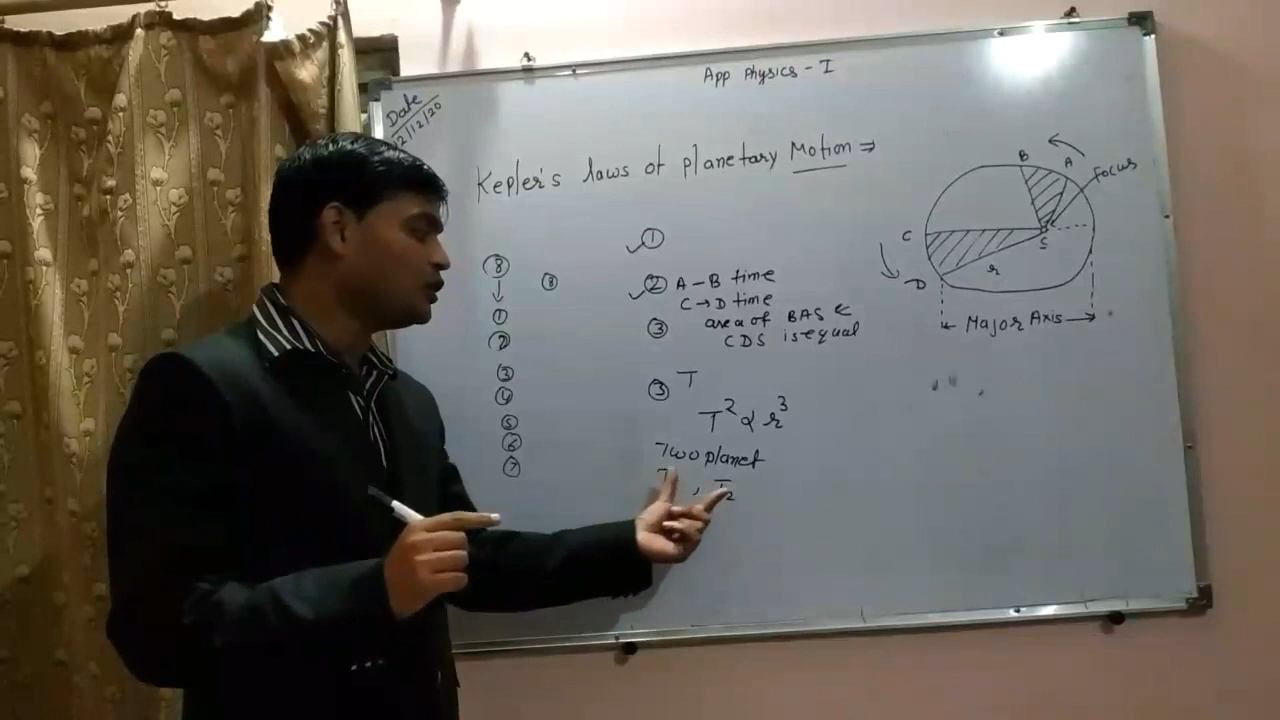 App Physics - I
Date
2/12/20
Kepler's laws of planetary Motion ⇒
① 
② A - B time
C → D time
③ area of BAS &
CDS is equal
③ T
T² ∝ r³
Two planet
T , T₂
⑧ ⑧
↓
①
②
③
④
⑤
⑥
⑦
B A
Focus
C S
r
D
Major Axis